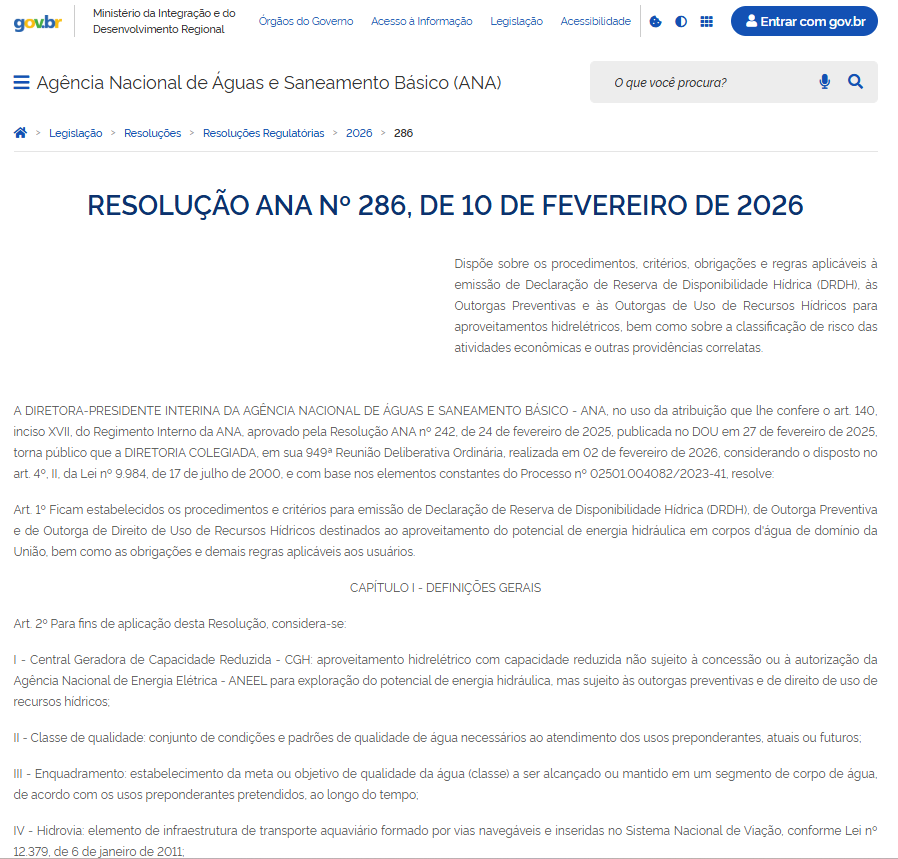 gov.br
Ministério da Integração e do
Desenvolvimento Regional
Órgãos do Governo
Acesso à Informação
Legislação
Acessibilidade
Entrar com gov.br
Agência Nacional de Águas e Saneamento Básico (ANA)
O que você procura?
> Legislação > Resoluções > Resoluções Regulatórias > 2026 > 286
RESOLUÇÃO ANA Nº 286, DE 10 DE FEVEREIRO DE 2026
Dispõe sobre os procedimentos, critérios, obrigações e regras aplicáveis à
emissão de Declaração de Reserva de Disponibilidade Hídrica (DRDH), às
Outorgas Preventivas e às Outorgas de Uso de Recursos Hídricos para
aproveitamentos hidrelétricos, bem como sobre a classificação de risco das
atividades econômicas e outras providências correlatas.
A DIRETORA-PRESIDENTE INTERINA DA AGÊNCIA NACIONAL DE ÁGUAS E SANEAMENTO BÁSICO - ANA, no uso da atribuição que lhe confere o art. 140,
inciso XVII, do Regimento Interno da ANA, aprovado pela Resolução ANA nº 242, de 24 de fevereiro de 2025, publicada no DOU em 27 de fevereiro de 2025,
torna público que a DIRETORIA COLEGIADA, em sua 949ª Reunião Deliberativa Ordinária, realizada em 02 de fevereiro de 2026, considerando o disposto no
art. 4º, II, da Lei nº 9.984, de 17 de julho de 2000, e com base nos elementos constantes do Processo nº 02501.004082/2023-41, resolve:
Art. 1º Ficam estabelecidos os procedimentos e critérios para emissão de Declaração de Reserva de Disponibilidade Hídrica (DRDH), de Outorga Preventiva
e de Outorga de Direito de Uso de Recursos Hídricos destinados ao aproveitamento do potencial de energia hidráulica em corpos d'água de domínio da
União, bem como as obrigações e demais regras aplicáveis aos usuários.
CAPÍTULO I - DEFINIÇÕES GERAIS
Art. 2º Para fins de aplicação desta Resolução, considera-se:
I - Central Geradora de Capacidade Reduzida - CGH: aproveitamento hidrelétrico com capacidade reduzida não sujeito à concessão ou à autorização da
Agência Nacional de Energia Elétrica - ANEEL para exploração do potencial de energia hidráulica, mas sujeito às outorgas preventivas e de direito de uso de
recursos hídricos;
II - Classe de qualidade: conjunto de condições e padrões de qualidade de água necessários ao atendimento dos usos preponderantes, atuais ou futuros;
III - Enquadramento: estabelecimento da meta ou objetivo de qualidade da água (classe) a ser alcançado ou mantido em um segmento de corpo de água,
de acordo com os usos preponderantes pretendidos, ao longo do tempo;
IV - Hidrovia: elemento de infraestrutura de transporte aquaviário formado por vias navegáveis e inseridas no Sistema Nacional de Viação, conforme Lei nº
12.379, de 6 de janeiro de 2011;